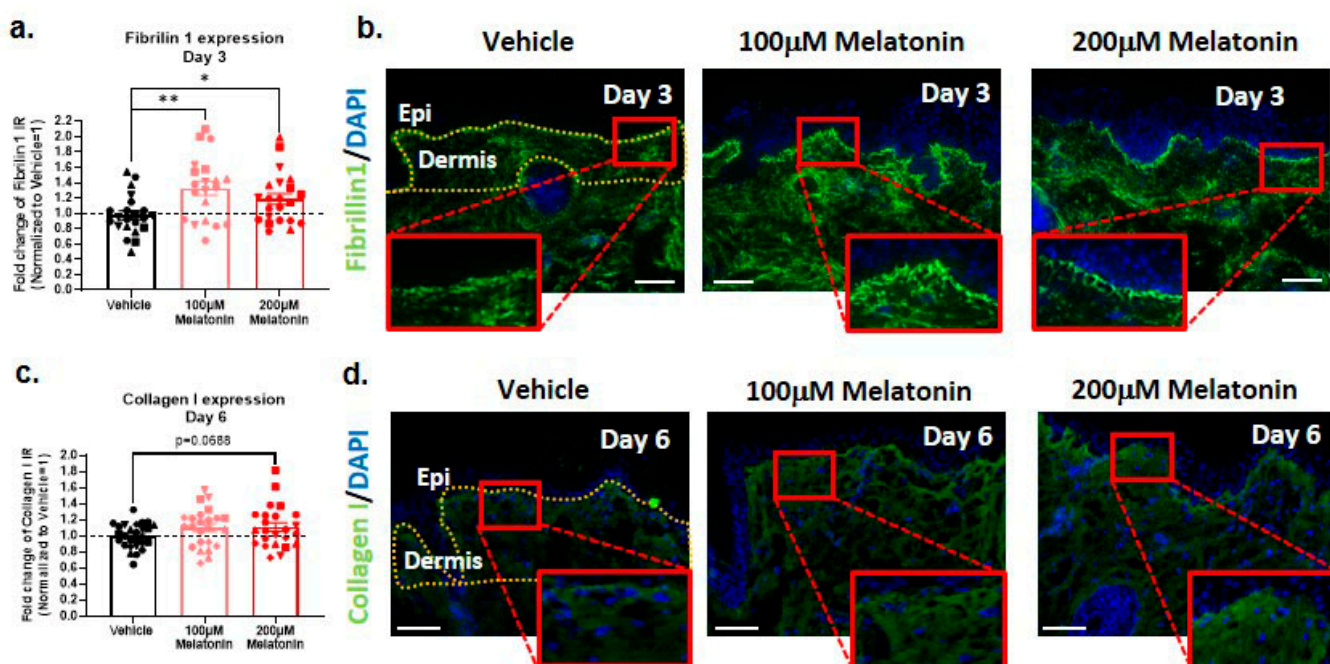 a.
Fibrilin 1 expression
Day 3
*
**
Fold change of Fibrilin 1 IR
(Normalized to Vehicle=1)
2.2
2.0
1.8
1.6
1.4
1.2
1.0
0.8
0.6
0.4
0.2
0.0
Vehicle
100µM
Melatonin
200µM
Melatonin
b.
Vehicle
100µM Melatonin
200µM Melatonin
Fibrillin1/DAPI
Epi
Dermis
Day 3
Day 3
Day 3
c.
Collagen I expression
Day 6
p=0.0688
Fold change of Collagen I IR
(Normalized to Vehicle=1)
2.0
1.8
1.6
1.4
1.2
1.0
0.8
0.6
0.4
0.2
0.0
Vehicle
100µM
Melatonin
200µM
Melatonin
d.
Vehicle
100µM Melatonin
200µM Melatonin
Collagen I/DAPI
Epi
Dermis
Day 6
Day 6
Day 6